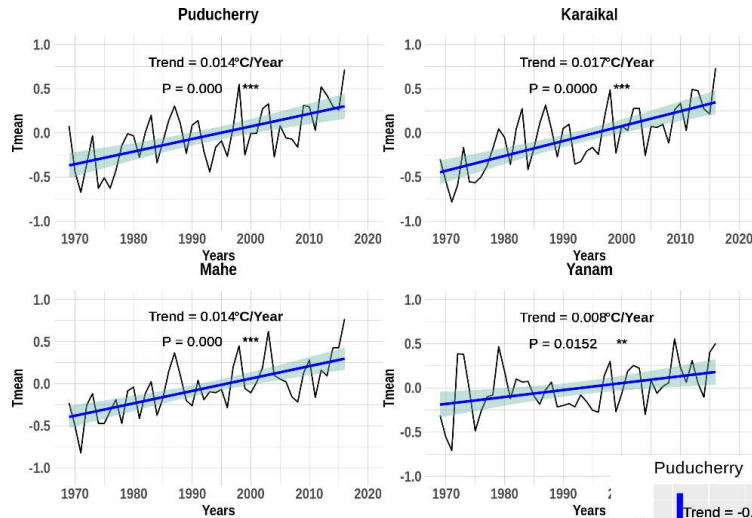 Puducherry
Trend = 0.014°C/Year
P = 0.000 ***
Tmean
1.0
0.5
0.0
-0.5
-1.0
1970 1980 1990 2000 2010 2020
Years
Karaikal
Trend = 0.017°C/Year
P = 0.0000 ***
Tmean
1.0
0.5
0.0
-0.5
-1.0
1970 1980 1990 2000 2010 2020
Years
Mahe
Trend = 0.014°C/Year
P = 0.000 ***
Tmean
1.0
0.5
0.0
-0.5
-1.0
1970 1980 1990 2000 2010 2020
Years
Yanam
Trend = 0.008°C/Year
P = 0.0152 **
Tmean
1.0
0.5
0.0
-0.5
-1.0
1970 1980 1990
Years
Puducherry
Trend = -0